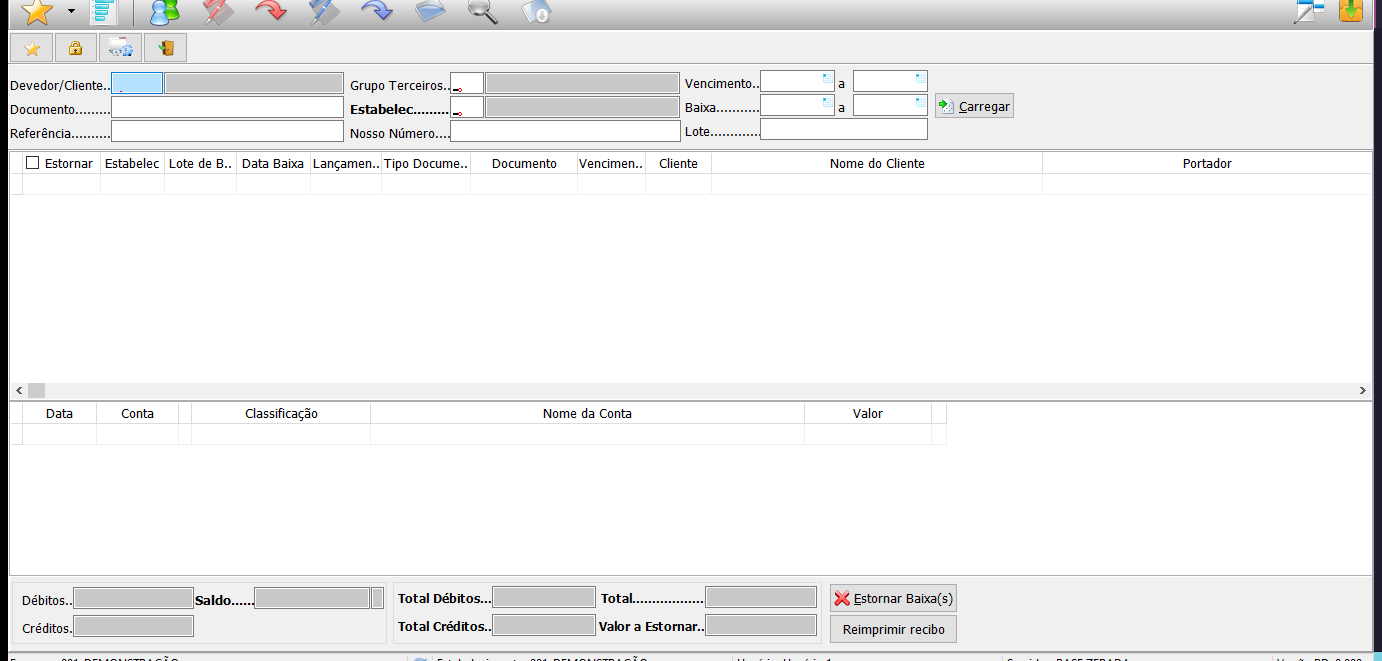 Devedor/Cliente.. Grupo Terceiros.. Vencimento.. a
Documento......... Estabelec......... Baixa........... a Carregar
Referência......... Nosso Número.... Lote.............
Estornar Estabelec Lote de B.. Data Baixa Lançamen.. Tipo Docume.. Documento Vencimen.. Cliente Nome do Cliente Portador
Data Conta Classificação Nome da Conta Valor
Débitos.. Saldo...... Total Débitos... Total.................. Estornar Baixa(s)
Créditos. Total Créditos.. Valor a Estornar.. Reimprimir recibo